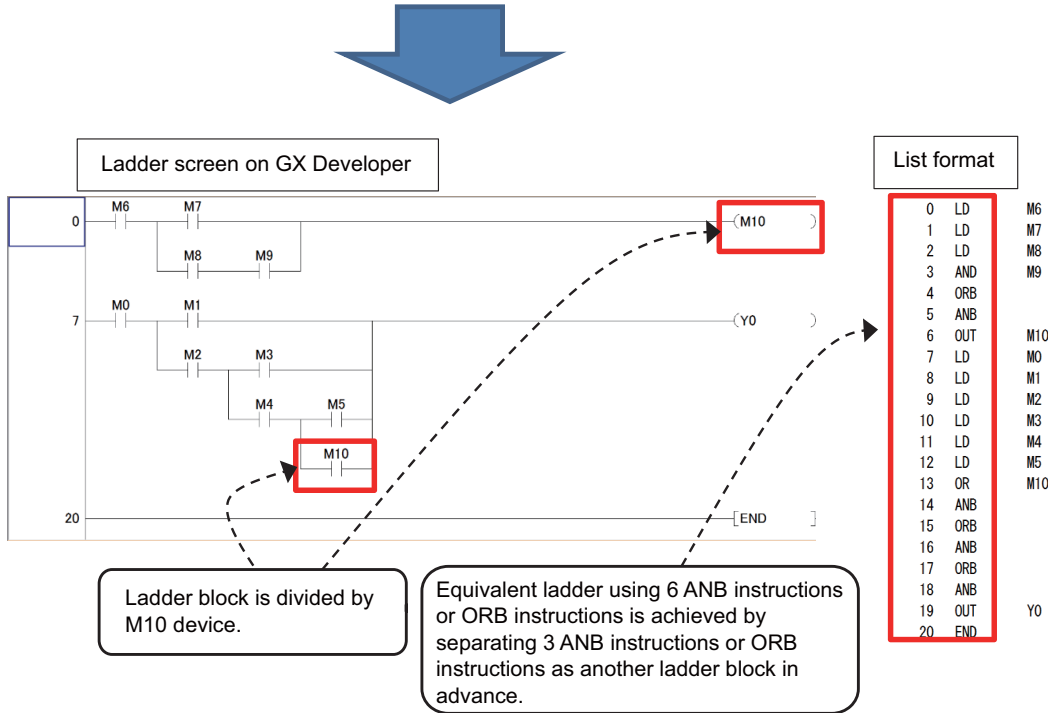 Ladder screen on GX Developer
List format
M6 M7
0 (M10 )
M8 M9
M0 M1
7 (Y0 )
M2 M3
M4 M5
M10
20 [END ]
0 LD M6
1 LD M7
2 LD M8
3 AND M9
4 ORB
5 ANB
6 OUT M10
7 LD M0
8 LD M1
9 LD M2
10 LD M3
11 LD M4
12 LD M5
13 OR M10
14 ANB
15 ORB
16 ANB
17 ORB
18 ANB
19 OUT Y0
20 END
Ladder block is divided by
M10 device.
Equivalent ladder using 6 ANB instructions
or ORB instructions is achieved by
separating 3 ANB instructions or ORB
instructions as another ladder block in
advance.